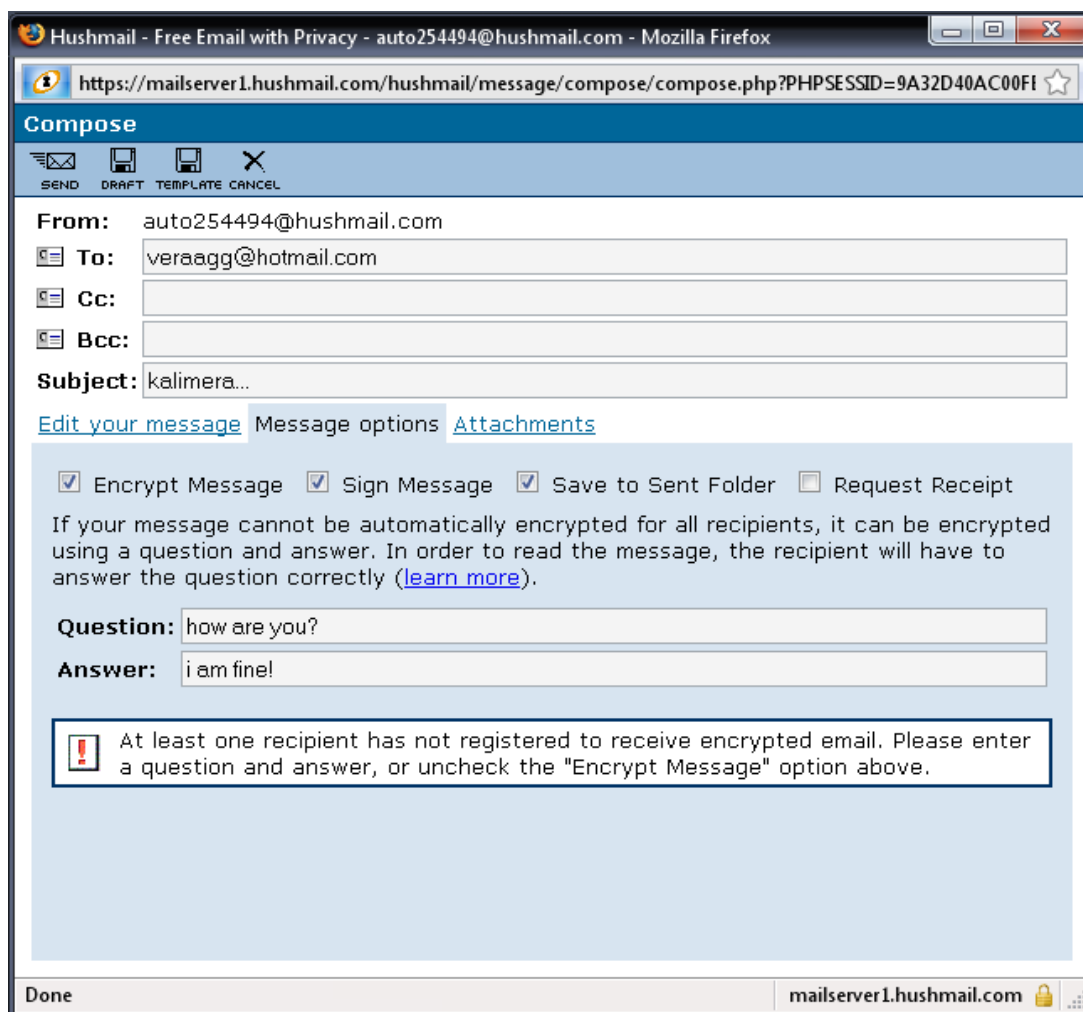 Hushmail - Free Email with Privacy - auto254494@hushmail.com - Mozilla Firefox
https://mailserver1.hushmail.com/hushmail/message/compose/compose.php?PHPSESSID=9A32D40AC00F
Compose
SEND DRAFT TEMPLATE CANCEL
From: auto254494@hushmail.com
To: veraagg@hotmail.com
Cc:
Bcc:
Subject: kalimera...
Edit your message Message options Attachments
Encrypt Message Sign Message Save to Sent Folder Request Receipt
If your message cannot be automatically encrypted for all recipients, it can be encrypted
using a question and answer. In order to read the message, the recipient will have to
answer the question correctly (learn more).
Question: how are you?
Answer: i am fine!
At least one recipient has not registered to receive encrypted email. Please enter
a question and answer, or uncheck the "Encrypt Message" option above.
Done mailserver1.hushmail.com